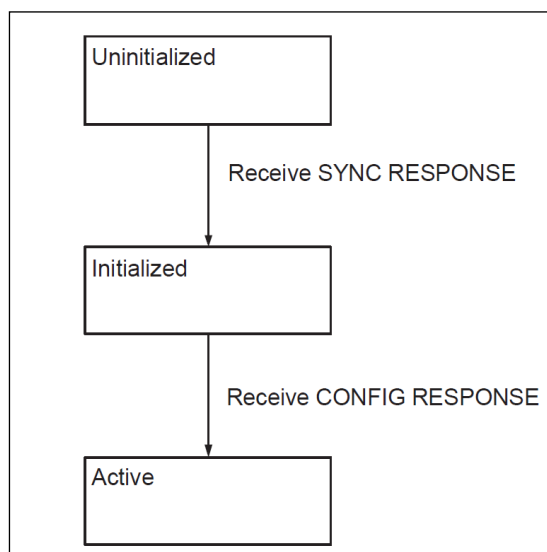 Uninitialized
Receive SYNC RESPONSE
Initialized
Receive CONFIG RESPONSE
Active